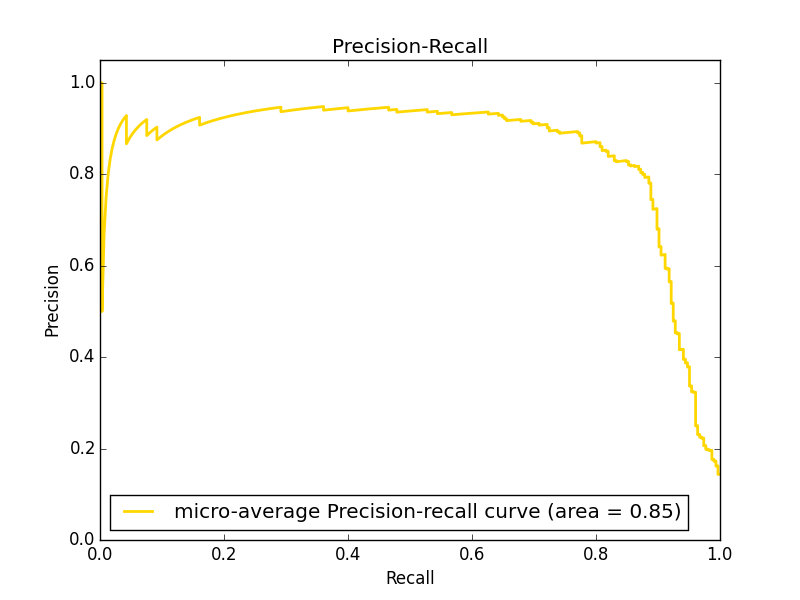 Precision-Recall
1.0
0.8
0.6
0.4
0.2
0.0
Precision
micro-average Precision-recall curve (area = 0.85)
0.0 0.2 0.4 0.6 0.8 1.0
Recall